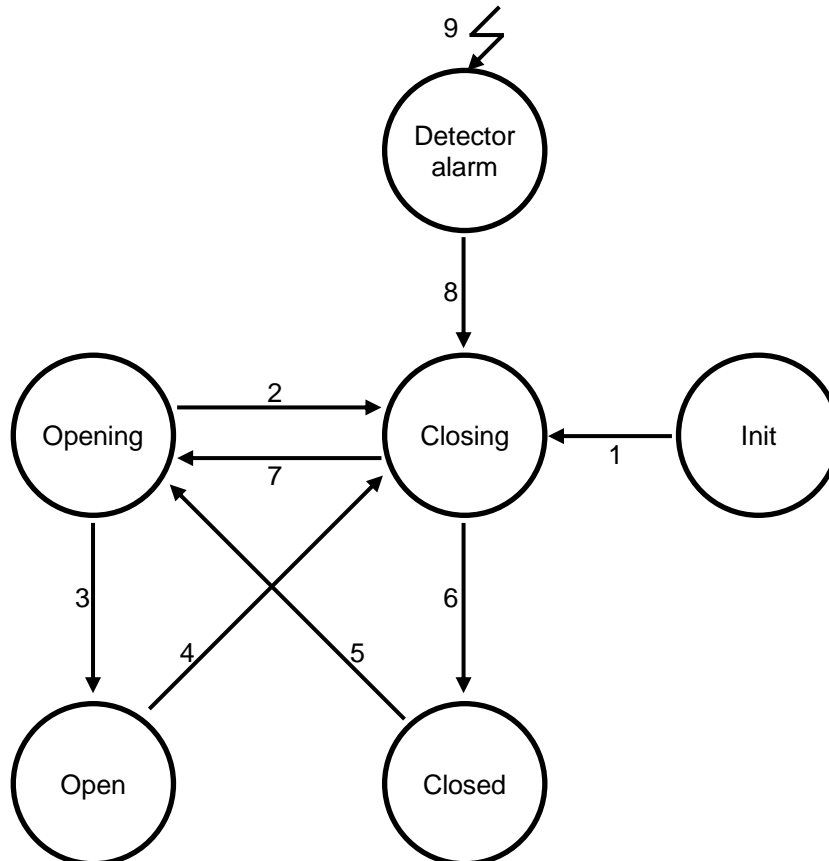 9
Detector
alarm
8
Opening
2
7
Closing
1
Init
3
4
5
6
Open
Closed